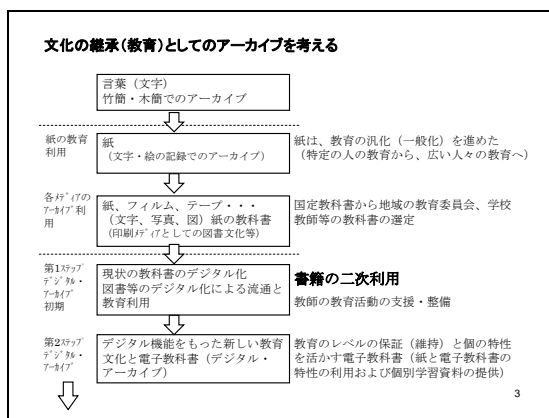 文化の継承(教育)としてのアーカイブを考える
言葉（文字）
竹簡・木簡でのアーカイブ
紙の教育
利用
紙
（文字・絵の記録でのアーカイブ）
紙は、教育の汎化（一般化）を進めた
（特定の人の教育から、広い人々の教育へ）
各ﾒﾃﾞｨｱの
ｱｰｶｲﾌﾞ利
用
紙、フィルム、テープ・・・
（文字、写真、図）紙の教科書
（印刷ﾒﾃﾞｨｱとしての図書文化等）
国定教科書から地域の教育委員会、学校
教師等の教科書の選定
第1ｽﾃｯﾌﾟ
ﾃﾞｼﾞﾀﾙ・
ｱｰｶｲﾌﾞ
初期
現状の教科書のデジタル化
図書等のデジタル化による流通と
教育利用
書籍の二次利用
教師の教育活動の支援・整備
第2ｽﾃｯﾌﾟ
ﾃﾞｼﾞﾀﾙ・
ｱｰｶｲﾌﾞ
デジタル機能をもった新しい教育
文化と電子教科書（デジタル・
アーカイブ）
教育のレベルの保証（維持）と個の特性
を活かす電子教科書（紙と電子教科書の
特性の利用および個別学習資料の提供）
3